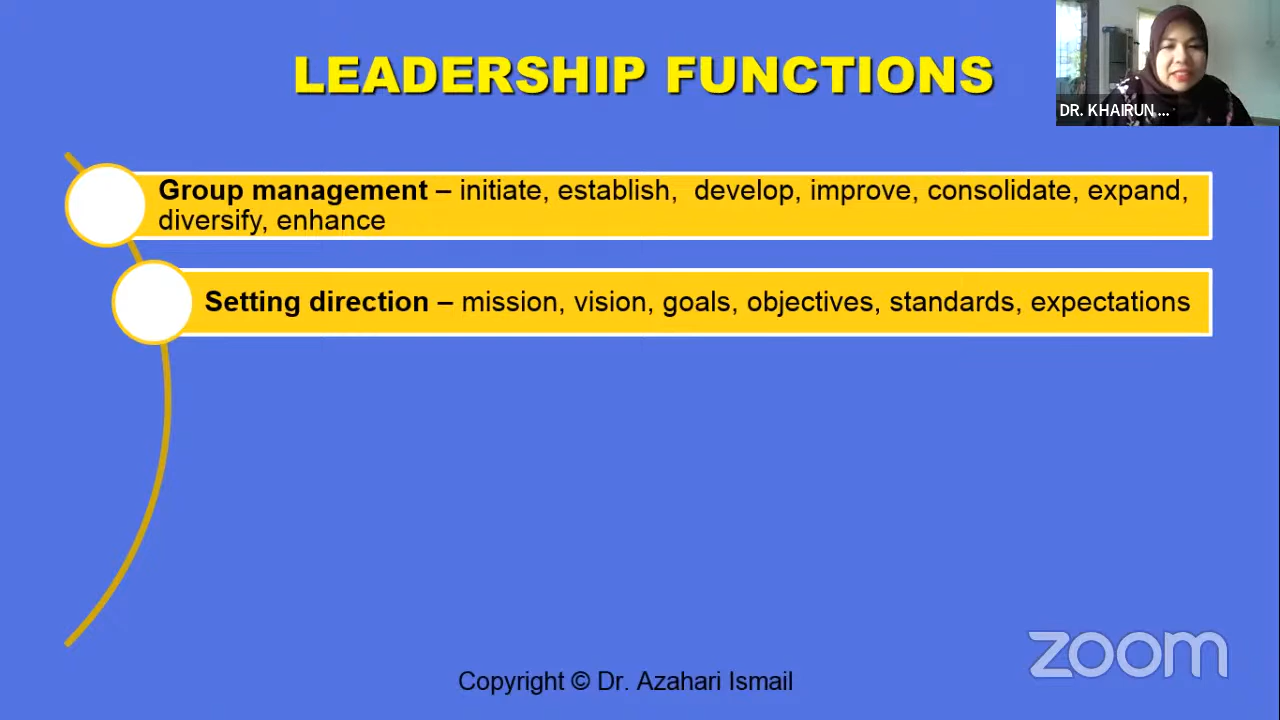 LEADERSHIP FUNCTIONS
DR. KHAIRUN ...
Group management – initiate, establish,  develop, improve, consolidate, expand,
diversify, enhance
Setting direction – mission, vision, goals, objectives, standards, expectations
zoom
Copyright © Dr. Azahari Ismail